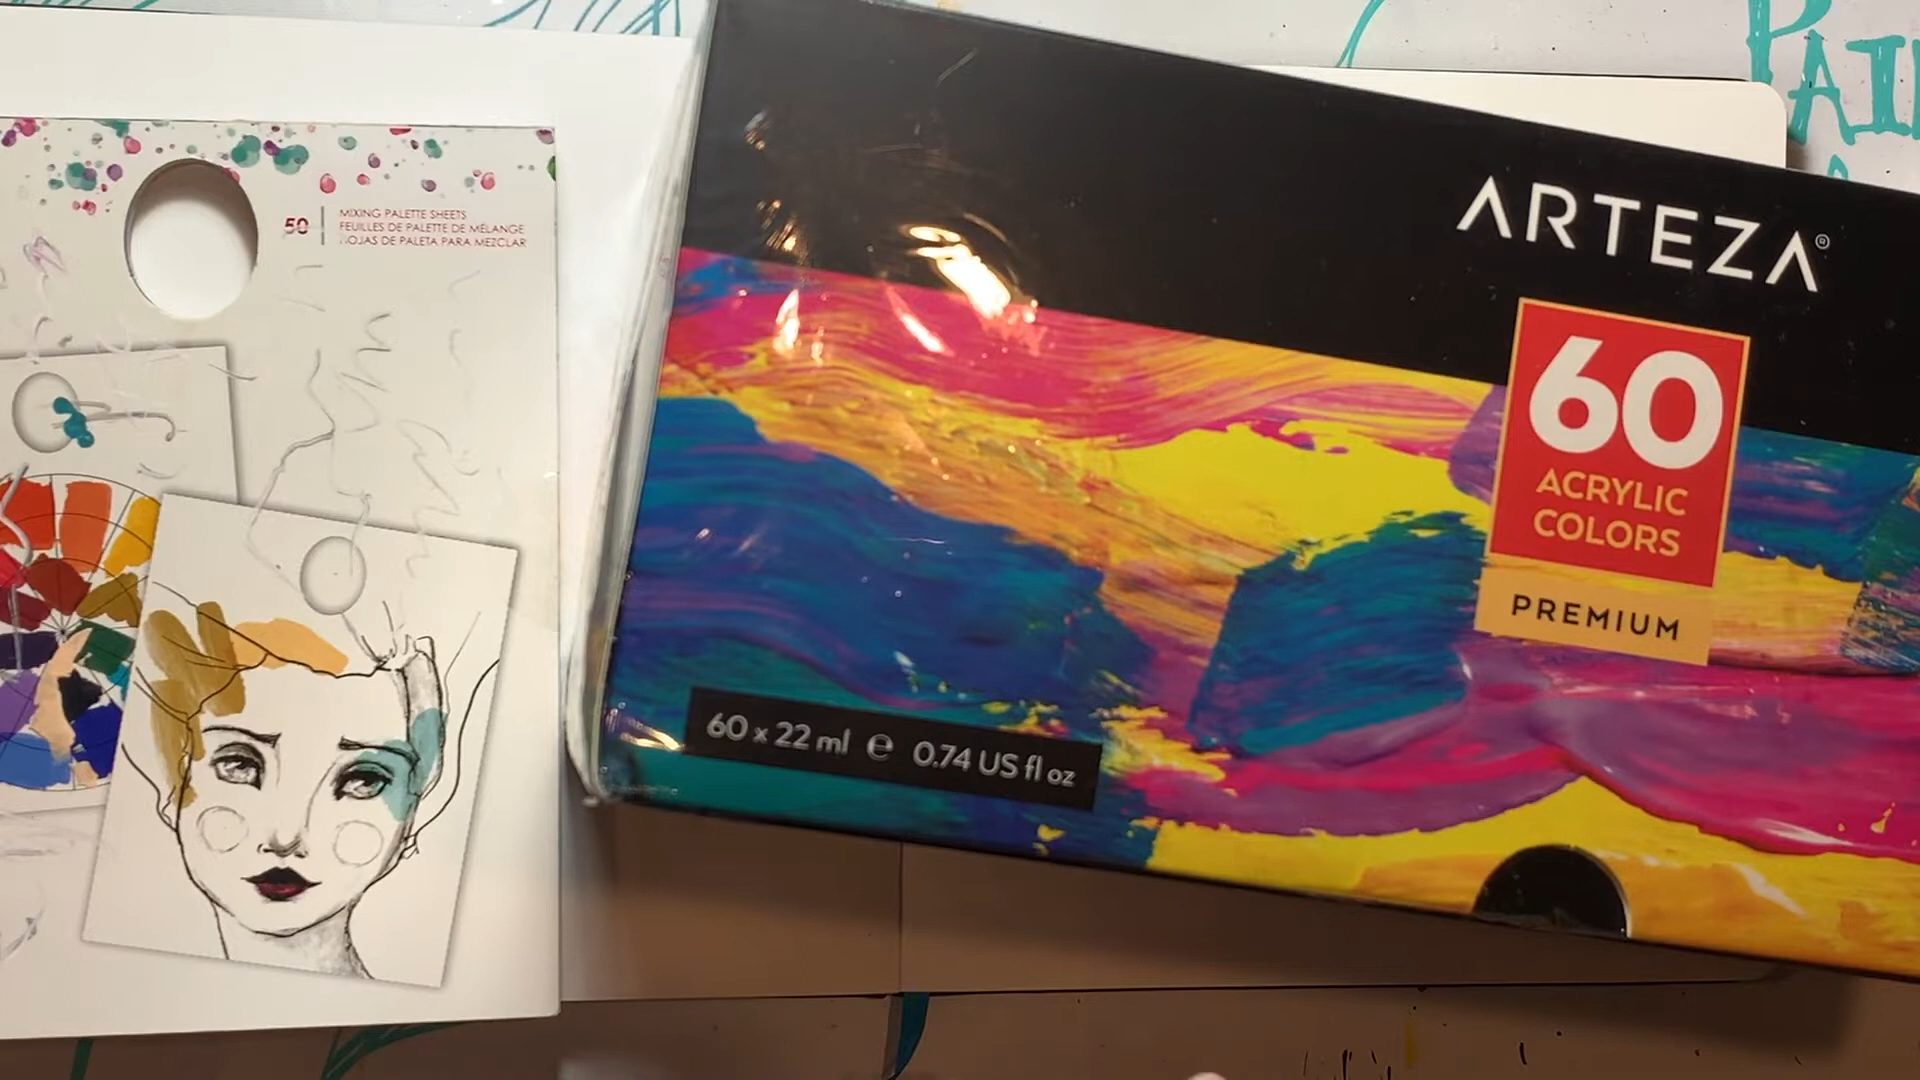 50
MIXING PALETTE SHEETS
FEUILLES DE PALETTE DE MÉLANGE
HOJAS DE PALETA PARA MEZCLAR
ARTEZA®
60
ACRYLIC
COLORS
PREMIUM
60 x 22 ml ℮ 0.74 US fl oz